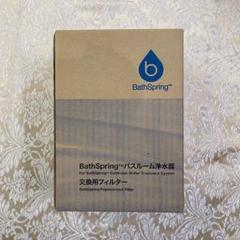 b
BathSpring™
BathSpring™バスルーム浄水器
For BathSpring™ Bathroom Water Treatment System
交換用フィルター
Exfoliating Replacement Filter